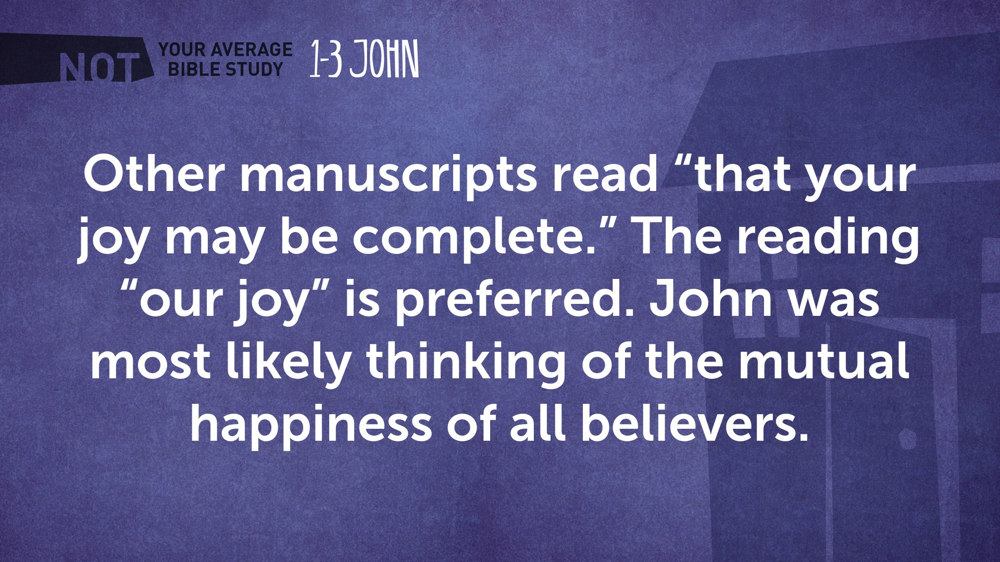 NOT YOUR AVERAGE
BIBLE STUDY
1-3 JOHN
Other manuscripts read “that your
joy may be complete.” The reading
“our joy” is preferred. John was
most likely thinking of the mutual
happiness of all believers.